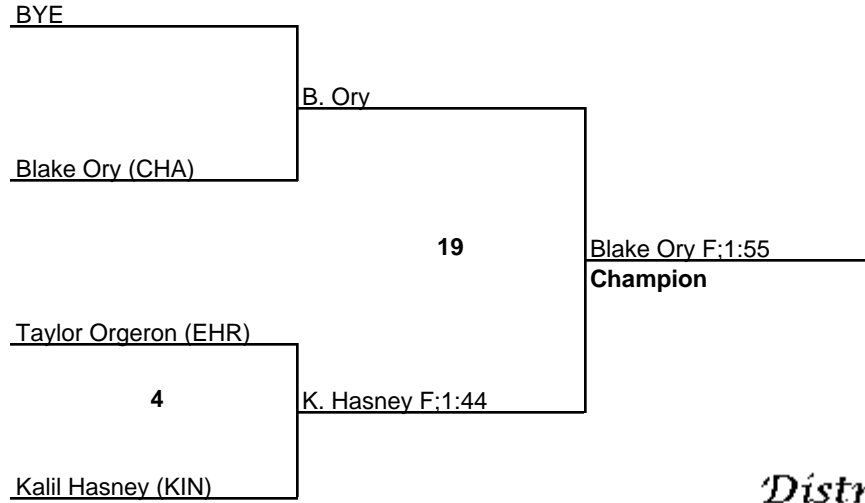 BYE
B. Ory
Blake Ory (CHA)
19
Blake Ory F;1:55
Champion
Taylor Orgeron (EHR)
4
K. Hasney F;1:44
Kalil Hasney (KIN)